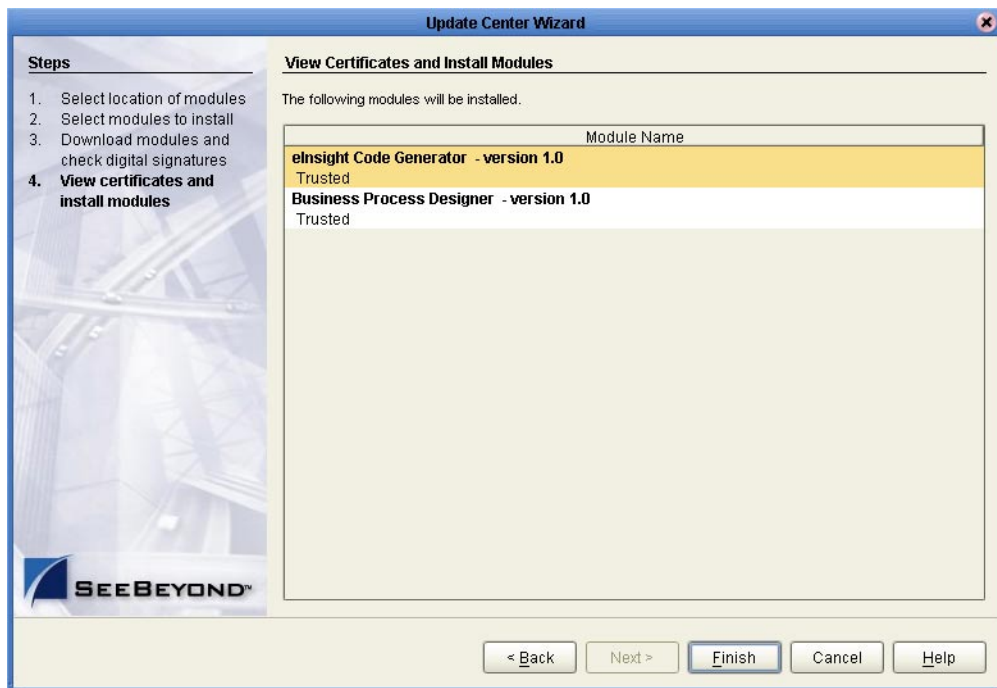 Update Center Wizard
Steps
1. Select location of modules
2. Select modules to install
3. Download modules and
check digital signatures
4. View certificates and
install modules
View Certificates and Install Modules
The following modules will be installed.
Module Name
eInsight Code Generator - version 1.0
Trusted
Business Process Designer - version 1.0
Trusted
SEEBEYOND™
< Back
Next >
Finish
Cancel
Help